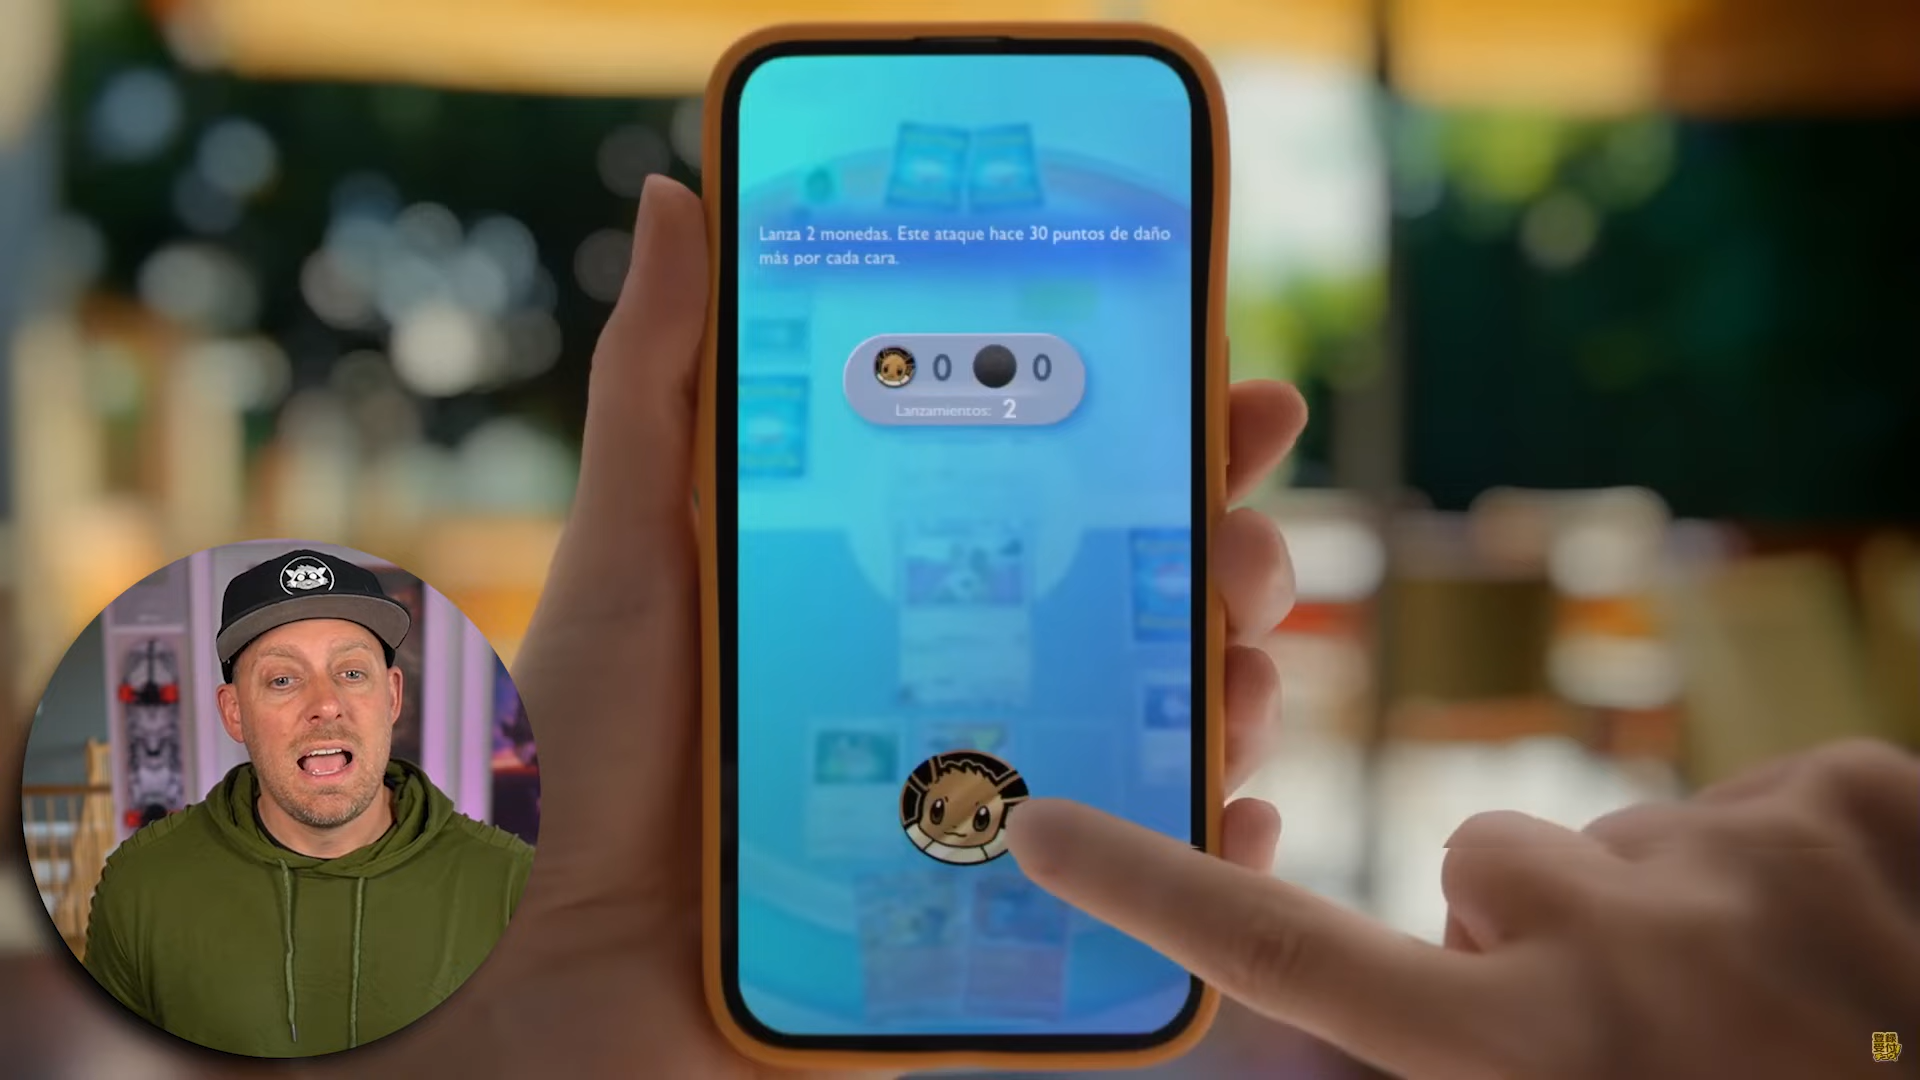 Lanza 2 monedas. Este ataque hace 30 puntos de daño
más por cada cara.
0 0
Lanzamientos: 2